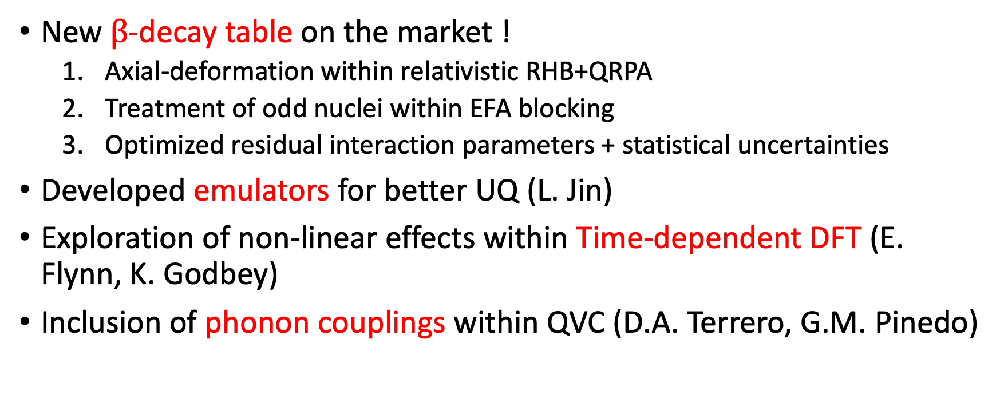 • New β-decay table on the market !
1. Axial-deformation within relativistic RHB+QRPA
2. Treatment of odd nuclei within EFA blocking
3. Optimized residual interaction parameters + statistical uncertainties
• Developed emulators for better UQ (L. Jin)
• Exploration of non-linear effects within Time-dependent DFT (E.
Flynn, K. Godbey)
• Inclusion of phonon couplings within QVC (D.A. Terrero, G.M. Pinedo)